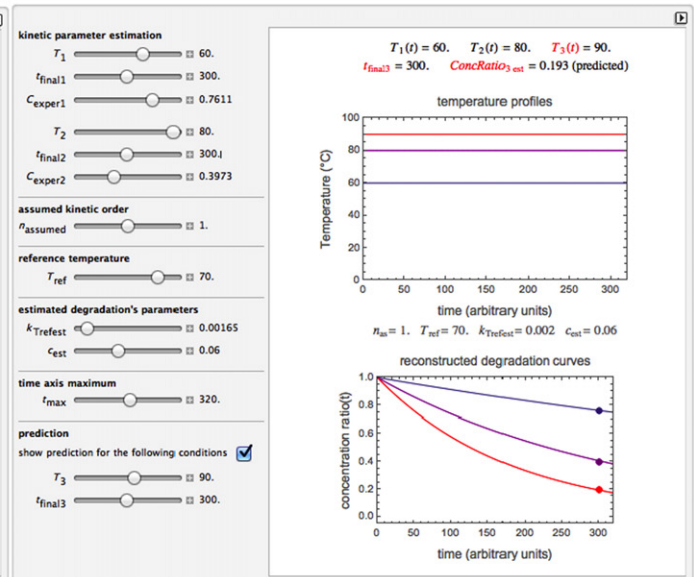 kinetic parameter estimation
T1 60.
tfinal1 300.
Cexper1 0.7611
T2 80.
tfinal2 300.
Cexper2 0.3973
assumed kinetic order
nassumed 1.
reference temperature
Tref 70.
estimated degradation's parameters
kTrefest 0.00165
cest 0.06
time axis maximum
tmax 320.
prediction
show prediction for the following conditions
T3 90.
tfinal3 300.
T1(t) = 60. T2(t) = 80. T3(t) = 90.
tfinal3 = 300. ConcRatio3 est = 0.193 (predicted)
temperature profiles
Temperature (°C)
100
80
60
40
20
0
0 50 100 150 200 250 300
time (arbitrary units)
nas= 1. Tref= 70. kTrefest= 0.002 cest= 0.06
reconstructed degradation curves
concentration ratio(t)
1.0
0.8
0.6
0.4
0.2
0.0
0 50 100 150 200 250 300
time (arbitrary units)